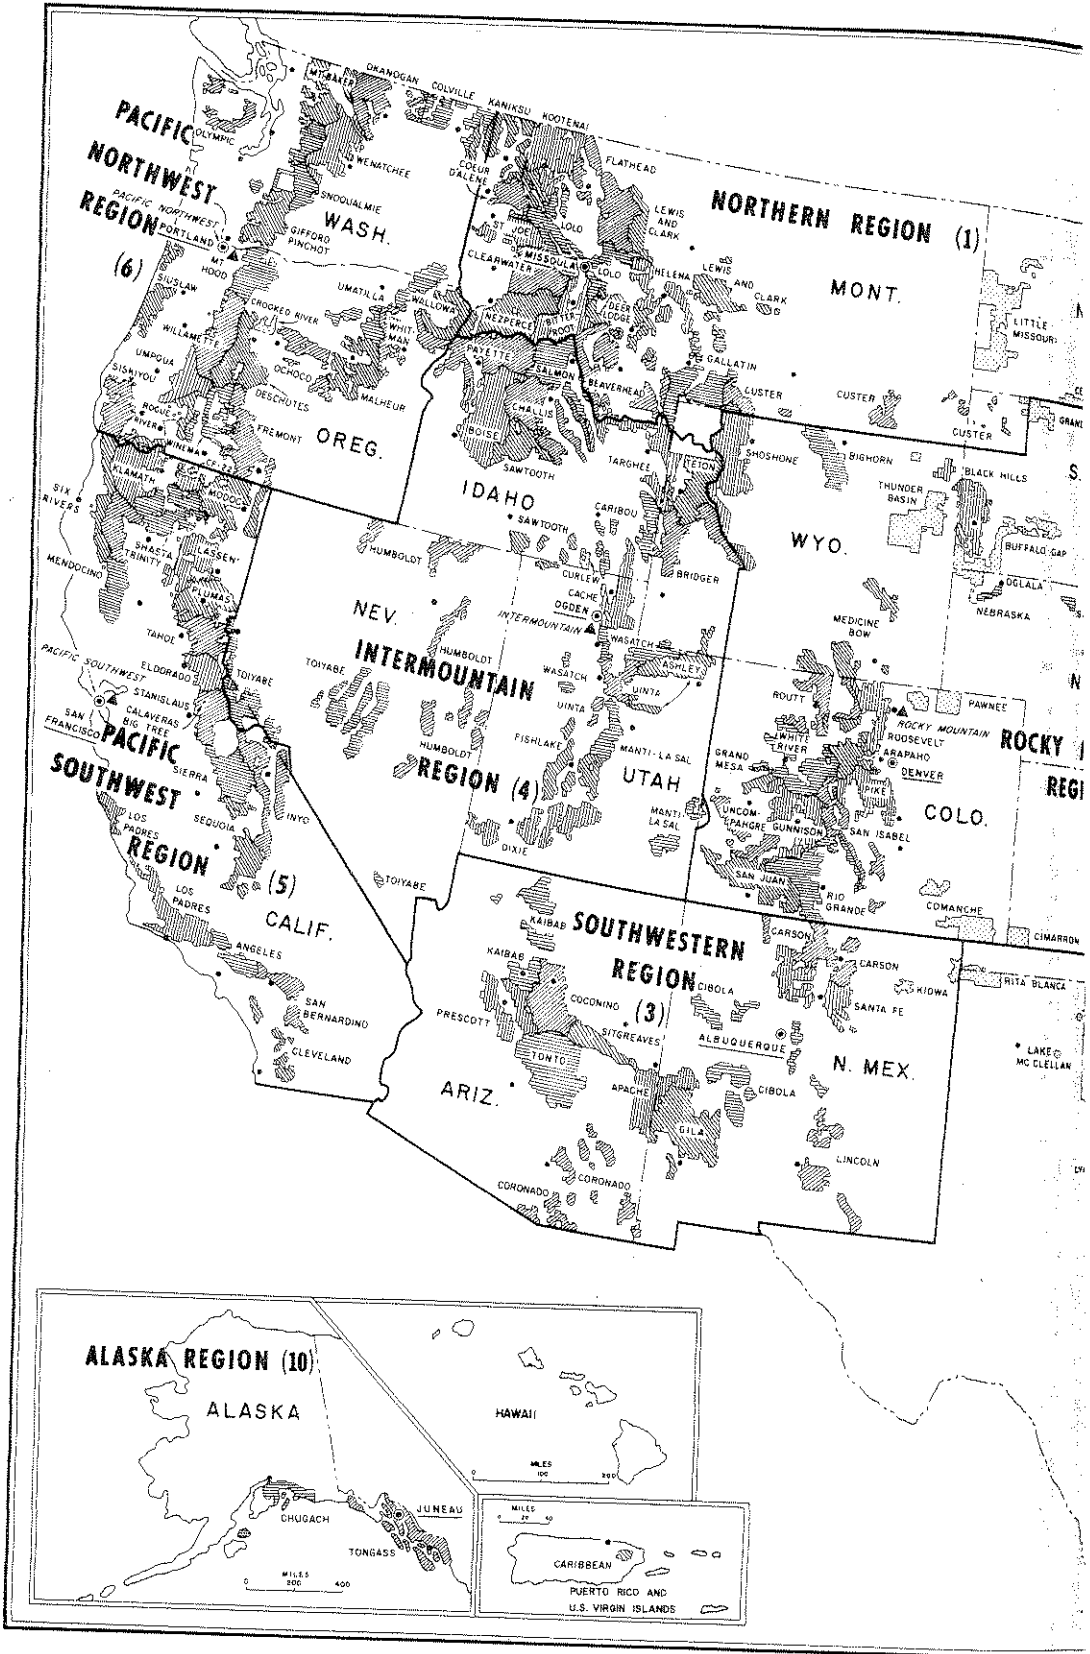 OKANOGAN COLVILLE KANIKSU KOOTENAI
MT. BAKER
PACIFIC
NORTHWEST
REGION
(6)
OLYMPIC
WENATCHEE
SNOQUALMIE
WASH.
GIFFORD
PINCHOT
PACIFIC NORTHWEST
PORTLAND
MT
HOOD
COEUR
D'ALENE
FLATHEAD
NORTHERN REGION (1)
LEWIS
AND
CLARK
ST.
JOE
LOLO
MISSOULA
LOLO
CLEARWATER
HELENA
LEWIS
AND
CLARK
MONT.
LITTLE
MISSOURI
SIUSLAW
CROOKED RIVER
UMATILLA
WALLOWA
WHIT-
MAN
NEZPERCE
BITTER
ROOT
DEER
LODGE
WILLAMETTE
UMPQUA
OCHOCO
MALHEUR
PAYETTE
SALMON
BEAVERHEAD
GALLATIN
CUSTER
CUSTER
CUSTER
SISKIYOU
DESCHUTES
ROGUE
RIVER
WINEMA
FREMONT
OREG.
CHALLIS
BOISE
SAWTOOTH
TARGHEE
TETON
SHOSHONE
BIGHORN
BLACK HILLS
THUNDER
BASIN
S.
KLAMATH
MODOC
SIX
RIVERS
IDAHO
SAWTOOTH
CARIBOU
WYO.
BUFFALO GAP
SHASTA
TRINITY
LASSEN
MENDOCINO
PLUMAS
HUMBOLDT
CURLEW
CACHE
OGDEN
BRIDGER
OGLALA
NEBRASKA
NEV.
INTERMOUNTAIN
MEDICINE
BOW
TAHOE
ELDORADO
TOIYABE
TOIYABE
HUMBOLDT
WASATCH
ASHLEY
WASATCH
UINTA
UINTA
INTERMOUNTAIN
ROUTT
PAWNEE
N
PACIFIC SOUTHWEST
STANISLAUS
CALAVERAS
BIG
TREE
SAN
FRANCISCO
PACIFIC
SOUTHWEST
REGION
(5)
HUMBOLDT
REGION (4)
FISHLAKE
MANTI-LA SAL
UTAH
ROCKY MOUNTAIN
ROOSEVELT
ARAPAHO
DENVER
WHITE
RIVER
GRAND
MESA
PIKE
ROCKY
REGI
SIERRA
SEQUOIA
INYO
MANTI-
LA SAL
DIXIE
UNCOM-
PAHGRE
GUNNISON
SAN ISABEL
COLO.
LOS
PADRES
TOIYABE
SAN JUAN
RIO
GRANDE
COMANCHE
CIMARRON
LOS
PADRES
CALIF.
ANGELES
KAIBAB
SOUTHWESTERN
REGION
(3)
CARSON
CARSON
KAIBAB
CIBOLA
SANTA FE
KIOWA
RITA BLANCA
PRESCOTT
COCONINO
SITGREAVES
ALBUQUERQUE
SAN
BERNARDINO
CLEVELAND
TONTO
ARIZ.
APACHE
CIBOLA
N. MEX.
LAKE
MC CLELLAN
GILA
LINCOLN
CORONADO
CORONADO
ALASKA REGION (10)
ALASKA
HAWAII
MILES
0 100 200
CHUGACH
JUNEAU
TONGASS
MILES
0 200 400
MILES
CARIBBEAN
PUERTO RICO AND
U.S. VIRGIN ISLANDS